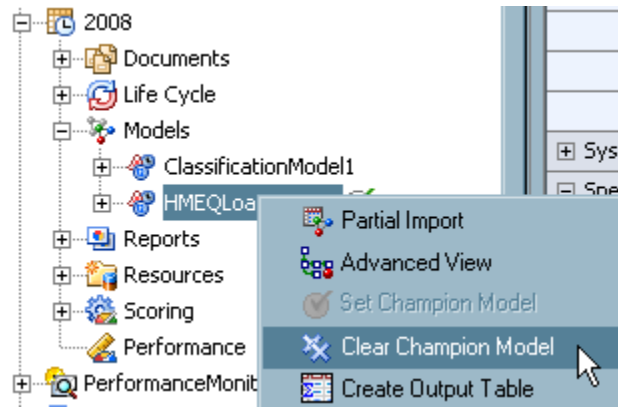 2008
Documents
Life Cycle
Models
ClassificationModel1
HMEQLoa
Reports
Resources
Scoring
Performance
PerformanceMonit
Partial Import
Advanced View
Set Champion Model
Clear Champion Model
Create Output Table
Sys
Spe